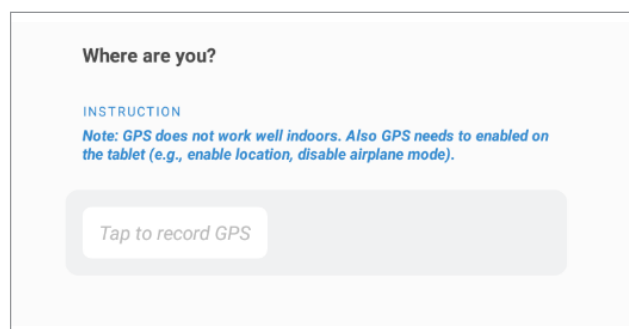 Where are you?
INSTRUCTION
Note: GPS does not work well indoors. Also GPS needs to enabled on
the tablet (e.g., enable location, disable airplane mode).
Tap to record GPS